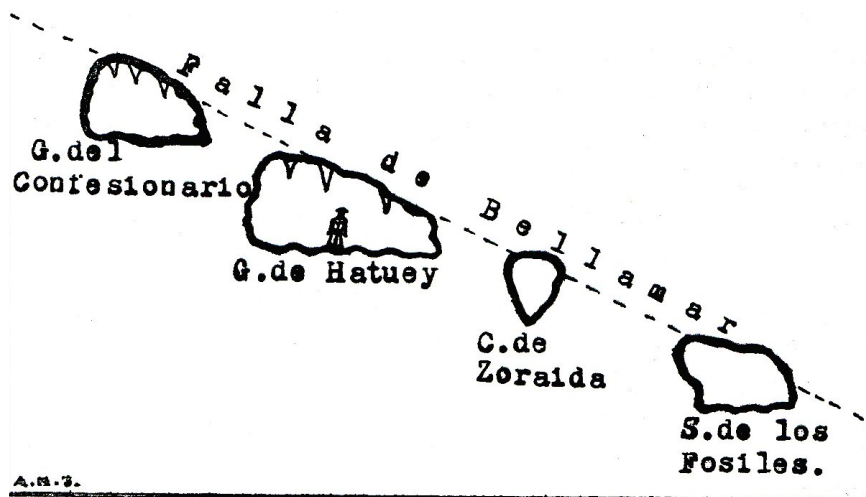 Falla de Bellamar
G.del
Confesionario
G.de Hatuey
C.de
Zoraida
S.de los
Fosiles.